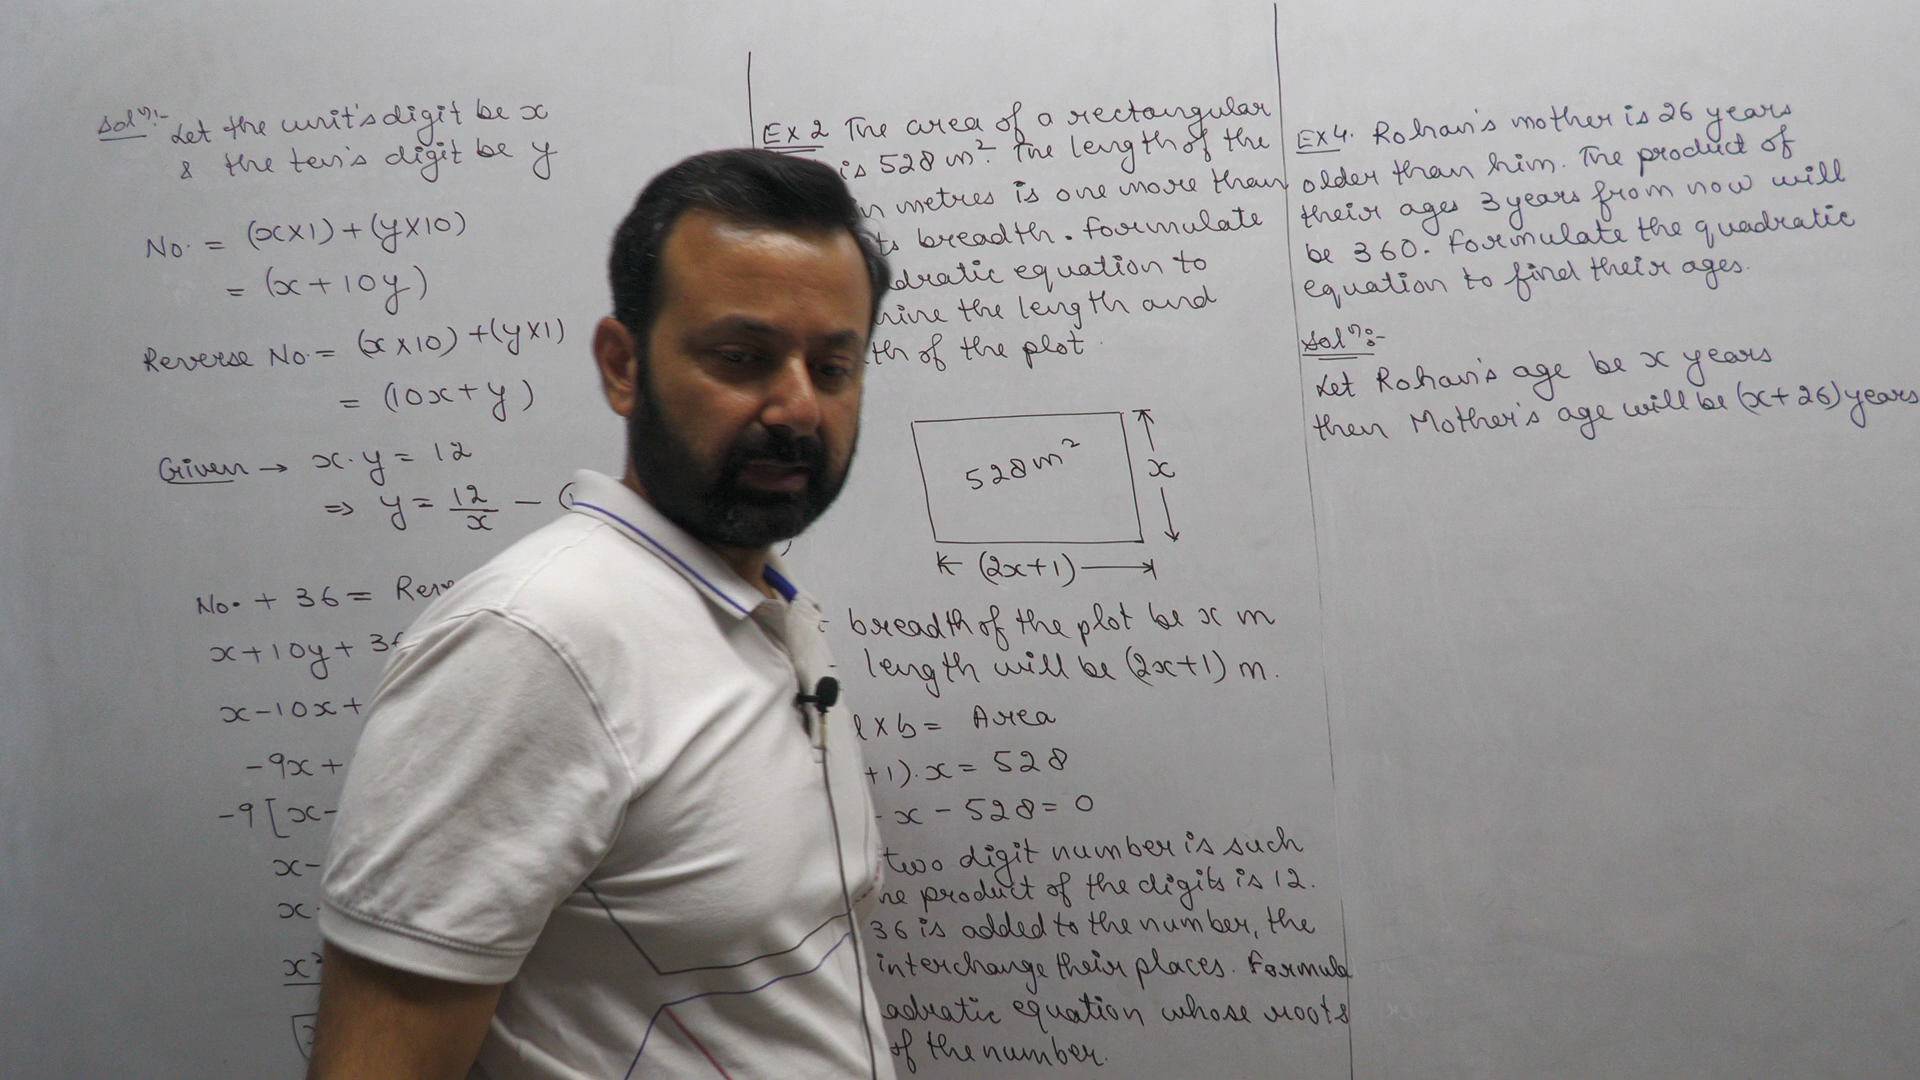 Solⁿ:- Let the unit's digit be x
& the ten's digit be y
No. = (x×1) + (y×10)
= (x+10y)
Reverse No. = (x×10) + (y×1)
= (10x+y)
Given → x·y = 12
⇒ y = 12/x — (
No. + 36 =
x+10y+
x-10x+
-9x+
-9[x-
x-
x
x²
Ex 2 The area of a rectangular
is 528 m². The length of the
metres is one more than
breadth. Formulate
equation to
the length and
of the plot.
528 m²
x
(2x+1)
breadth of the plot be x m
length will be (2x+1) m.
l × b = Area
+1).x = 528
x - 528 = 0
two digit number is such
product of the digits is 12.
36 is added to the number, the
interchange their places. Formula
equation whose roots
of the number.
Ex 4. Rohan's mother is 26 years
older than him. The product of
their ages 3 years from now will
be 360. Formulate the quadratic
equation to find their ages.
Solⁿ:-
Let Rohan's age be x years
then Mother's age will be (x+26) years